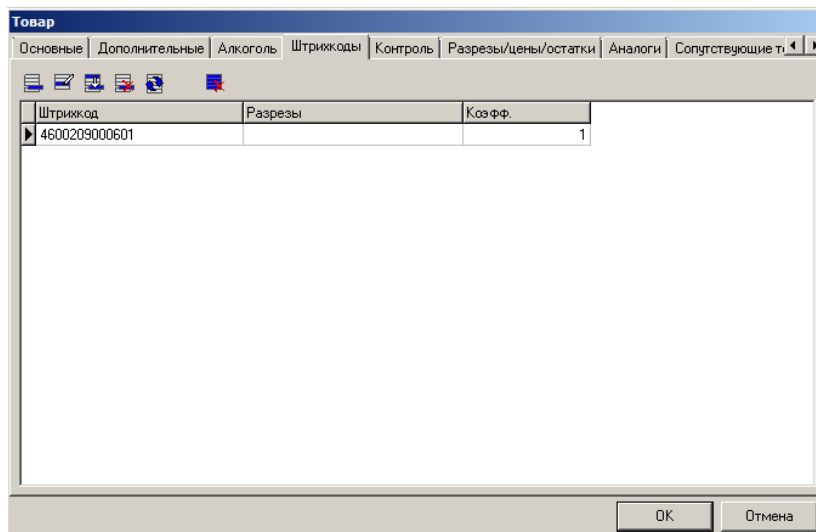 Товар
Основные Дополнительные Алкоголь Штрихкоды Контроль Разрезы/цены/остатки Аналоги Сопутствующие
Штрихкод Разрезы Коэфф.
4600209000601 1
OK Отмена